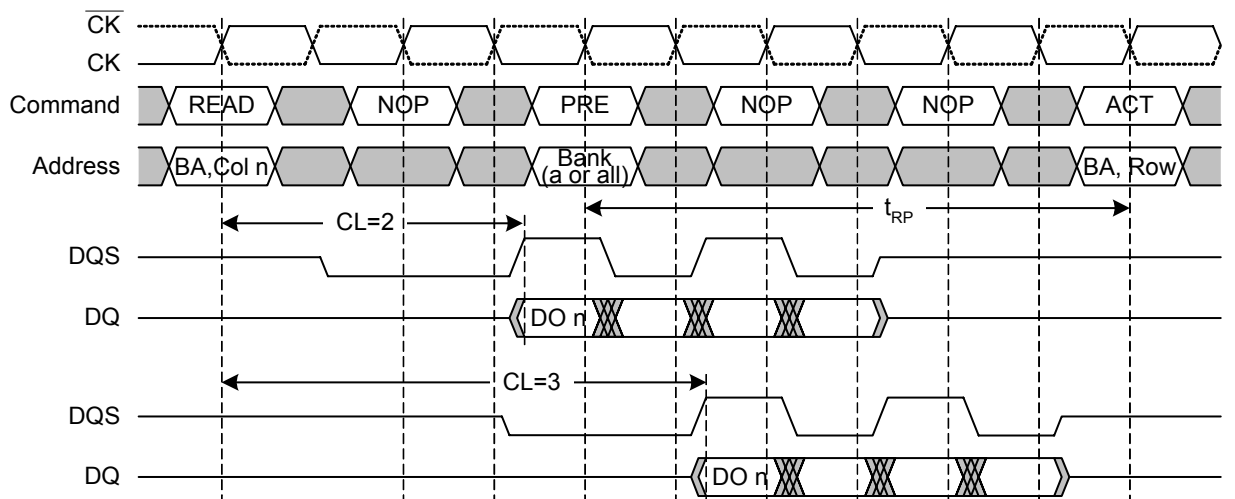 CK
CK
Command READ NOP PRE NOP NOP ACT
Address BA,Col n Bank (a or all) BA, Row
CL=2 tRP
DQS
DQ DO n
CL=3
DQS
DQ DO n